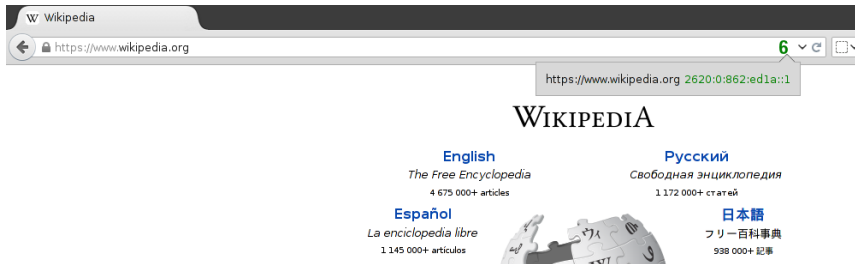 W Wikipedia
https://www.wikipedia.org 6
https://www.wikipedia.org 2620:0:862:ed1a::1
WIKIPEDIA
English
The Free Encyclopedia
4 675 000+ articles
Русский
Свободная энциклопедия
1 172 000+ статей
Español
La enciclopedia libre
1 145 000+ artículos
日本語
フリー百科事典
938 000+ 記事
ウィ
W